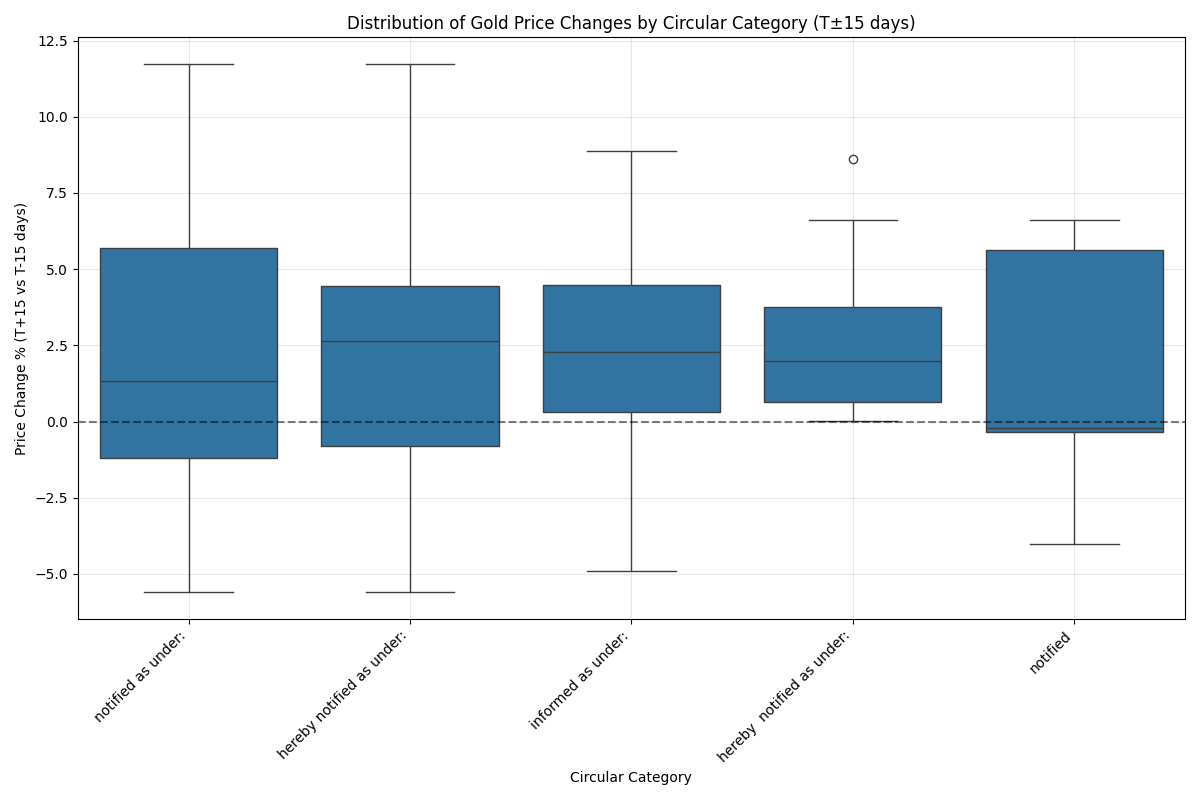 Distribution of Gold Price Changes by Circular Category (T±15 days)
Price Change % (T+15 vs T-15 days)
12.5
10.0
7.5
5.0
2.5
0.0
−2.5
−5.0
notified as under:
hereby notified as under:
informed as under:
hereby  notified as under:
notified
Circular Category